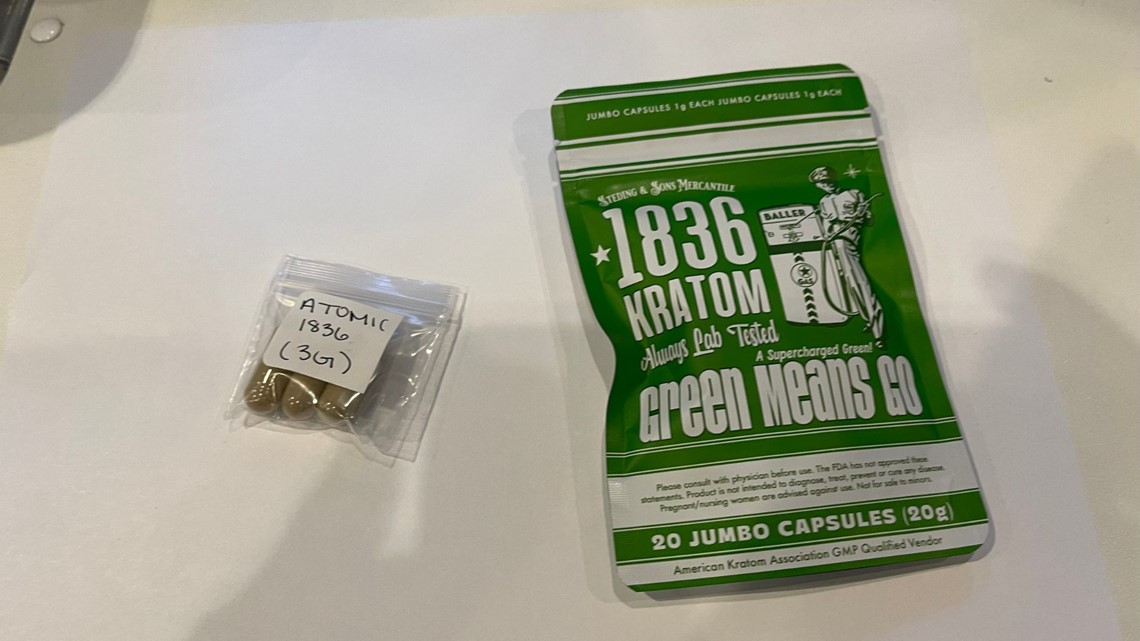 ATOMIC
1836
(3G)
JUMBO CAPSULES 1g EACH JUMBO CAPSULES 1g EACH
STEDING & SONS MERCANTILE
1836
KRATOM
Always Lab Tested
BALLER
GAS
A Supercharged Green!
Green Means GO
Please consult with physician before use. The FDA has not approved these
statements. Product is not intended to diagnose, treat, prevent or cure any disease.
Pregnant/nursing women are advised against use. Not for sale to minors.
20 JUMBO CAPSULES (20g)
American Kratom Association GMP Qualified Vendor